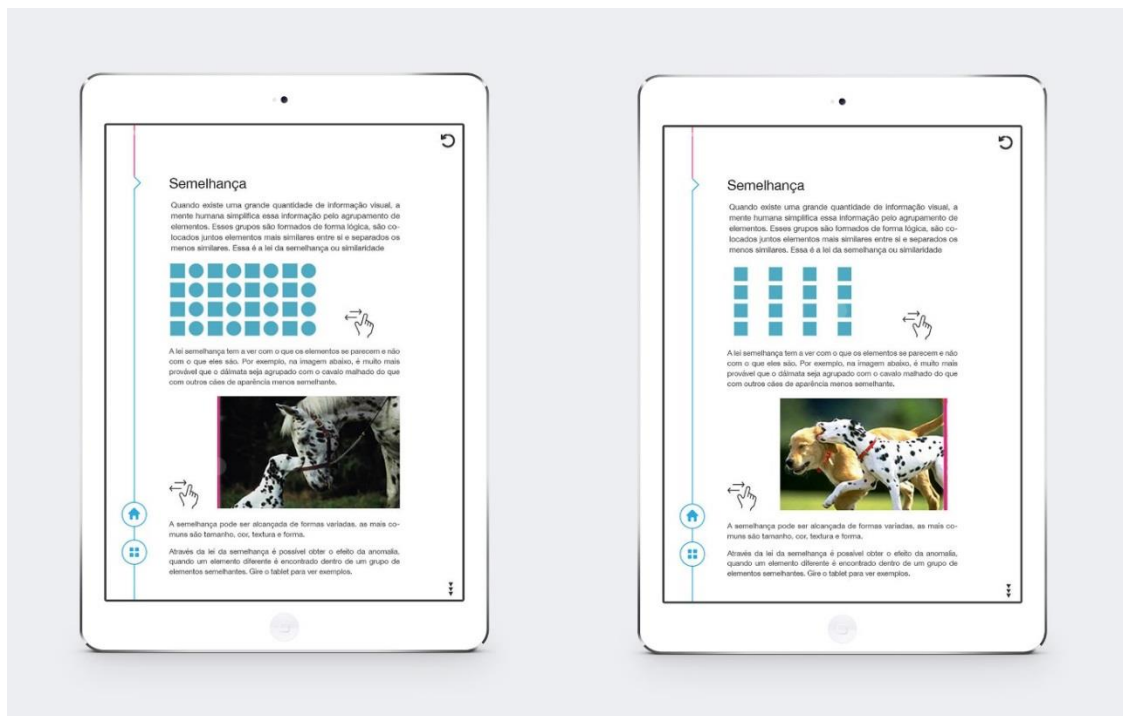 Semelhança
Quando existe uma grande quantidade de informação visual, a
mente humana simplifica essa informação pelo agrupamento de
elementos. Esses grupos são formados de forma lógica, são co-
locados juntos elementos mais similares entre si e separados os
menos similares. Essa é a lei da semelhança ou similaridade
A lei semelhança tem a ver com o que os elementos se parecem e não
com o que eles são. Por exemplo, na imagem abaixo, é muito mais
provável que o dálmata seja agrupado com o cavalo malhado do que
com outros cães de aparência menos semelhante.
A semelhança pode ser alcançada de formas variadas, as mais co-
muns são tamanho, cor, textura e forma.
Através da lei da semelhança é possível obter o efeito da anomalia,
quando um elemento diferente é encontrado dentro de um grupo de
elementos semelhantes. Gire o tablet para ver exemplos.
Semelhança
Quando existe uma grande quantidade de informação visual, a
mente humana simplifica essa informação pelo agrupamento de
elementos. Esses grupos são formados de forma lógica, são co-
locados juntos elementos mais similares entre si e separados os
menos similares. Essa é a lei da semelhança ou similaridade
A lei semelhança tem a ver com o que os elementos se parecem e não
com o que eles são. Por exemplo, na imagem abaixo, é muito mais
provável que o dálmata seja agrupado com o cavalo malhado do que
com outros cães de aparência menos semelhante.
A semelhança pode ser alcançada de formas variadas, as mais co-
muns são tamanho, cor, textura e forma.
Através da lei da semelhança é possível obter o efeito da anomalia,
quando um elemento diferente é encontrado dentro de um grupo de
elementos semelhantes. Gire o tablet para ver exemplos.